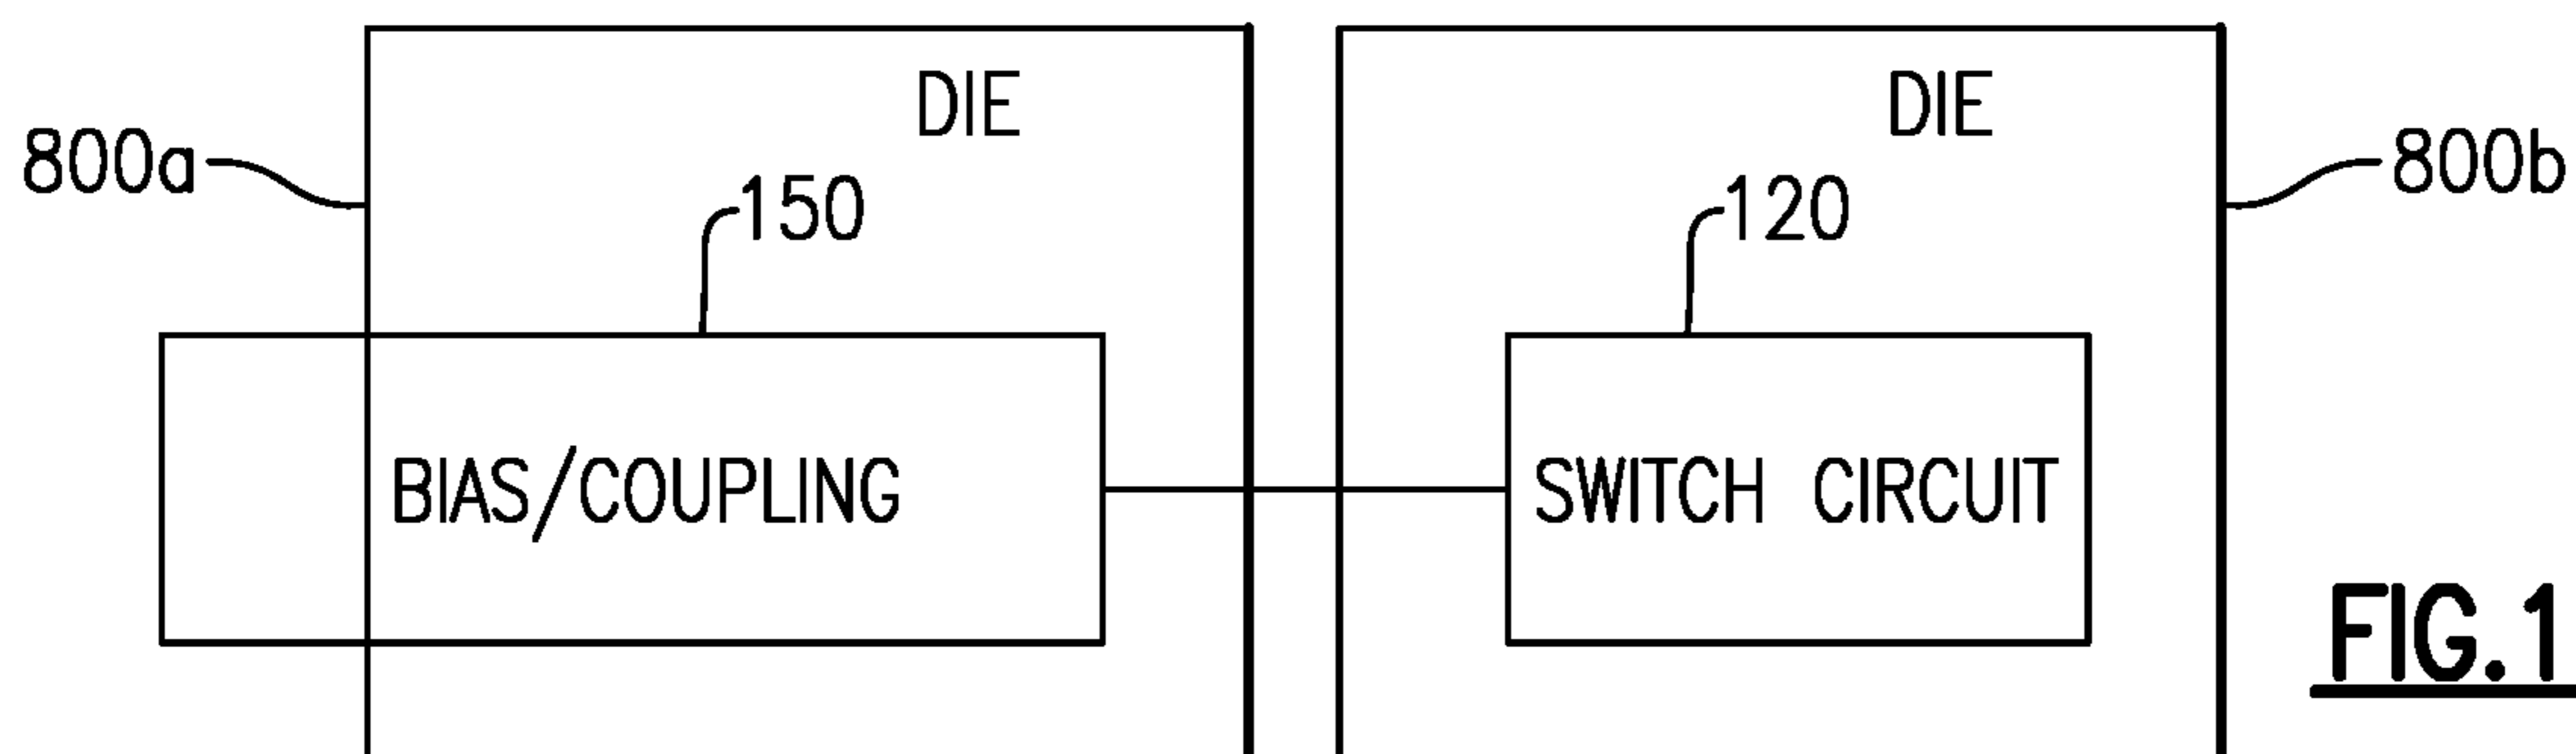 DIE
DIE
800a
800b
150
120
BIAS/COUPLING
SWITCH CIRCUIT
FIG.1